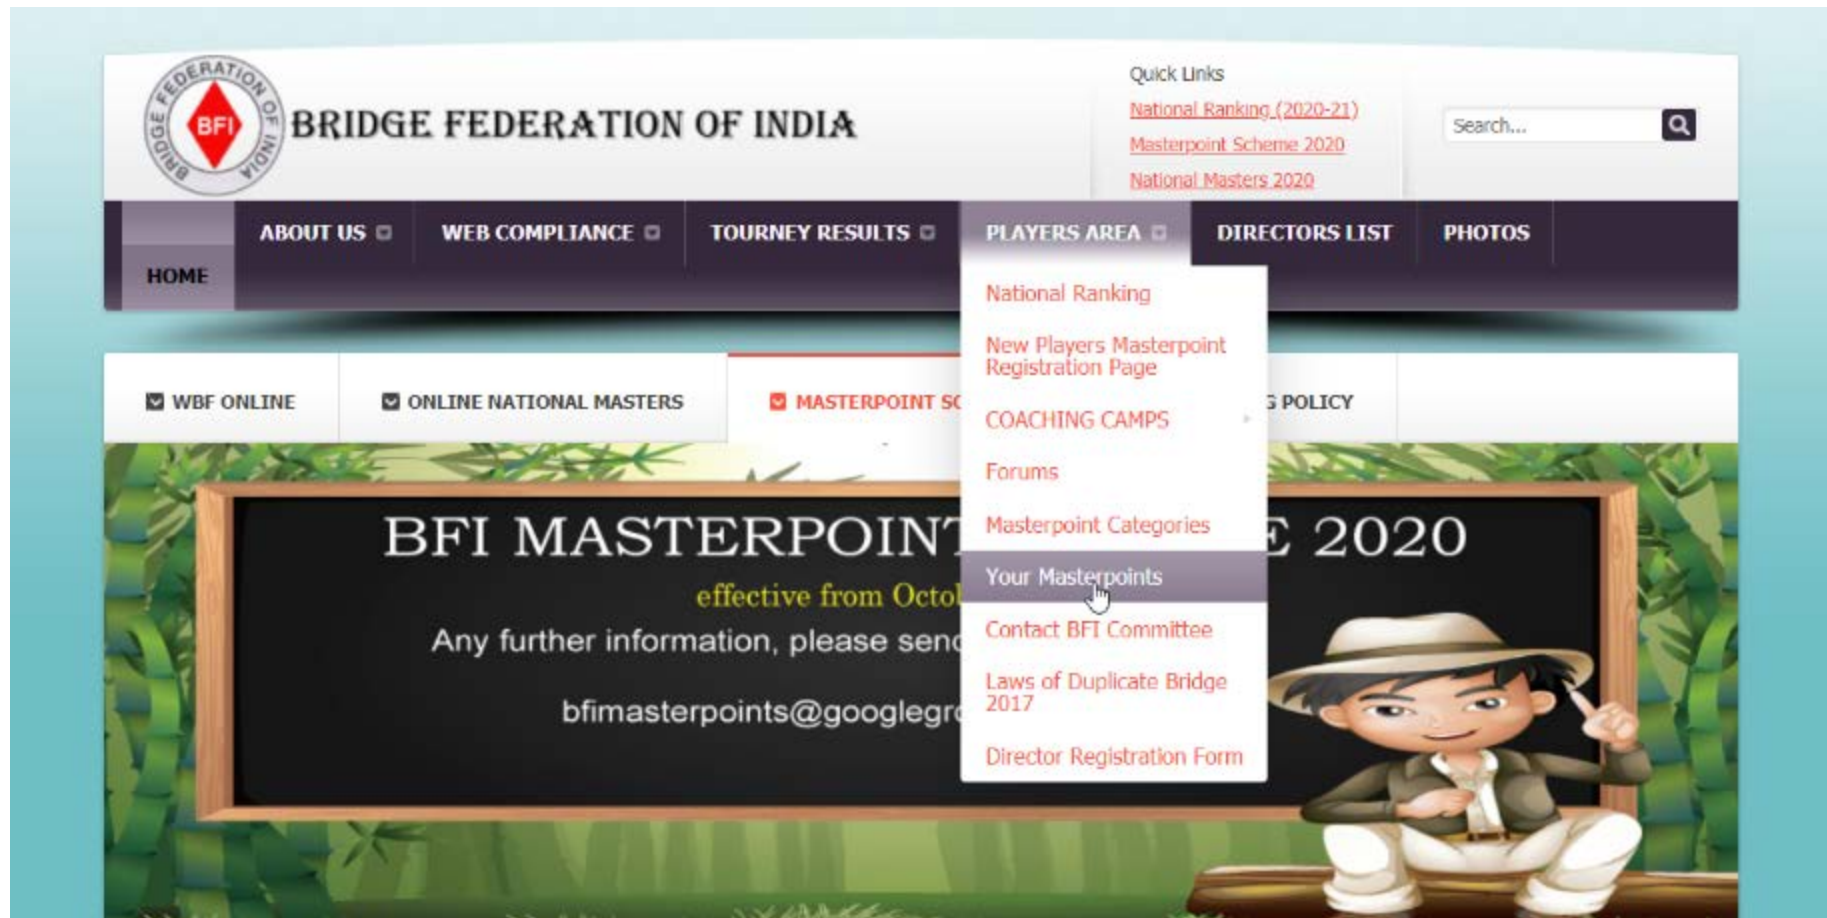 BRIDGE FEDERATION OF INDIA
BFI
BRIDGE FEDERATION OF INDIA
Quick Links
National Ranking (2020-21)
Masterpoint Scheme 2020
National Masters 2020
Search...
HOME
ABOUT US
WEB COMPLIANCE
TOURNEY RESULTS
PLAYERS AREA
DIRECTORS LIST
PHOTOS
National Ranking
New Players Masterpoint
Registration Page
COACHING CAMPS
Forums
Masterpoint Categories
Your Masterpoints
Contact BFI Committee
Laws of Duplicate Bridge
2017
Director Registration Form
WBF ONLINE
ONLINE NATIONAL MASTERS
MASTERPOINT
POLICY
BFI MASTERPOINT 2020
effective from
Any further information, please
bfimasterpoints@googlegr